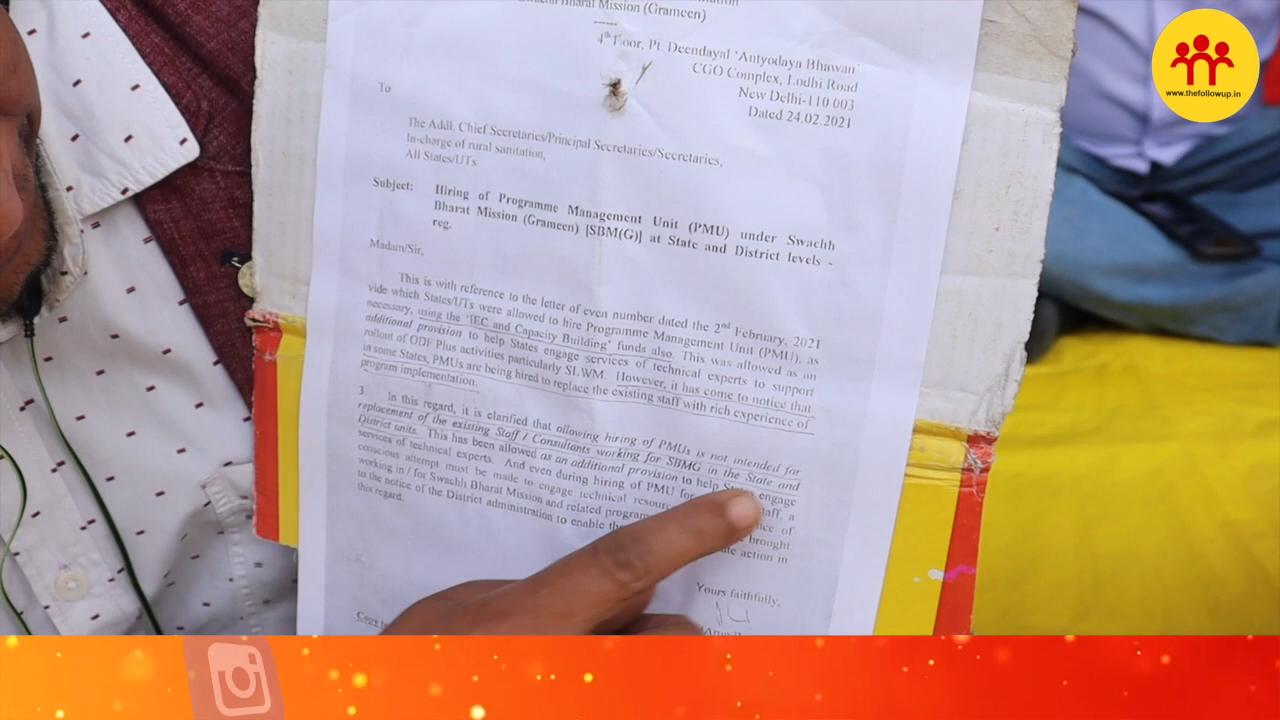 Bharat Mission (Grameen)
4th Floor, Pt. Deendayal ‘Antyodaya Bhawan’
CGO Complex, Lodhi Road
New Delhi-110 003
Dated 24.02.2021
To
The Addl. Chief Secretaries/Principal Secretaries/Secretaries,
In-charge of rural sanitation,
All States/UTs
Subject: Hiring of Programme Management Unit (PMU) under Swachh
Bharat Mission (Grameen) [SBM(G)] at State and District levels -
reg.
Madam/Sir,
This is with reference to the letter of even number dated the 2nd February, 2021
vide which States/UTs were allowed to hire Programme Management Unit (PMU), as
necessary, using the 'IEC and Capacity Building' funds also. This was allowed as an
additional provision to help States engage services of technical experts to support
rollout of ODF Plus activities particularly SLWM. However, it has come to notice that
in some States, PMUs are being hired to replace the existing staff with rich experience of
program implementation.
3. In this regard, it is clarified that allowing hiring of PMUs is not intended for
replacement of the existing Staff / Consultants working for SBMG in the State and
District units. This has been allowed as an additional provision to help engage
services of technical experts. And even during hiring of PMU for a
conscious attempt must be made to engage technical of
working in / for Swachh Bharat Mission and related brought
to the notice of the District administration to enable action in
this regard.
Yours faithfully,
Copy
www.thefollowup.in